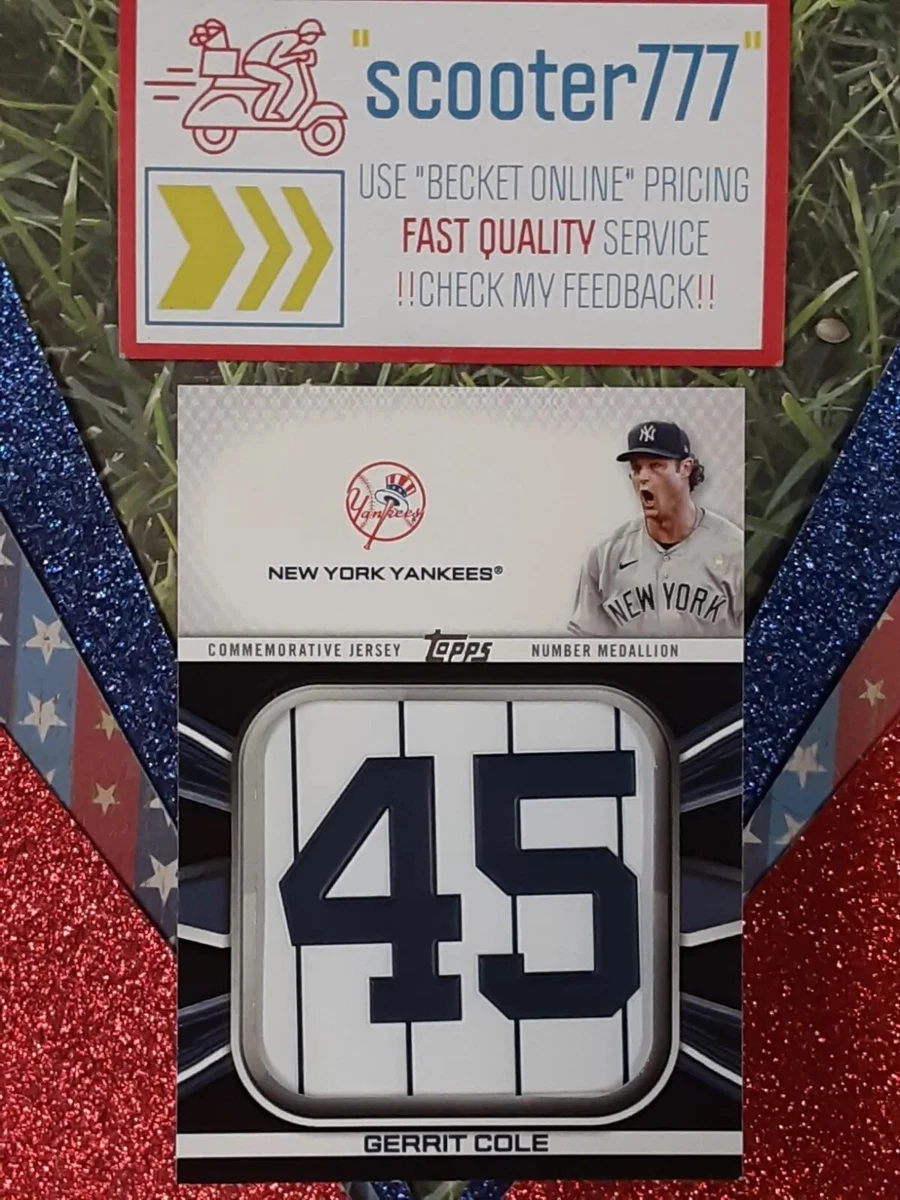 "scooter777"
USE "BECKET ONLINE" PRICING
FAST QUALITY SERVICE
!!CHECK MY FEEDBACK!!
Yankees
NEW YORK YANKEES®
NY
NEW YORK
COMMEMORATIVE JERSEY topps NUMBER MEDALLION
45
GERRIT COLE